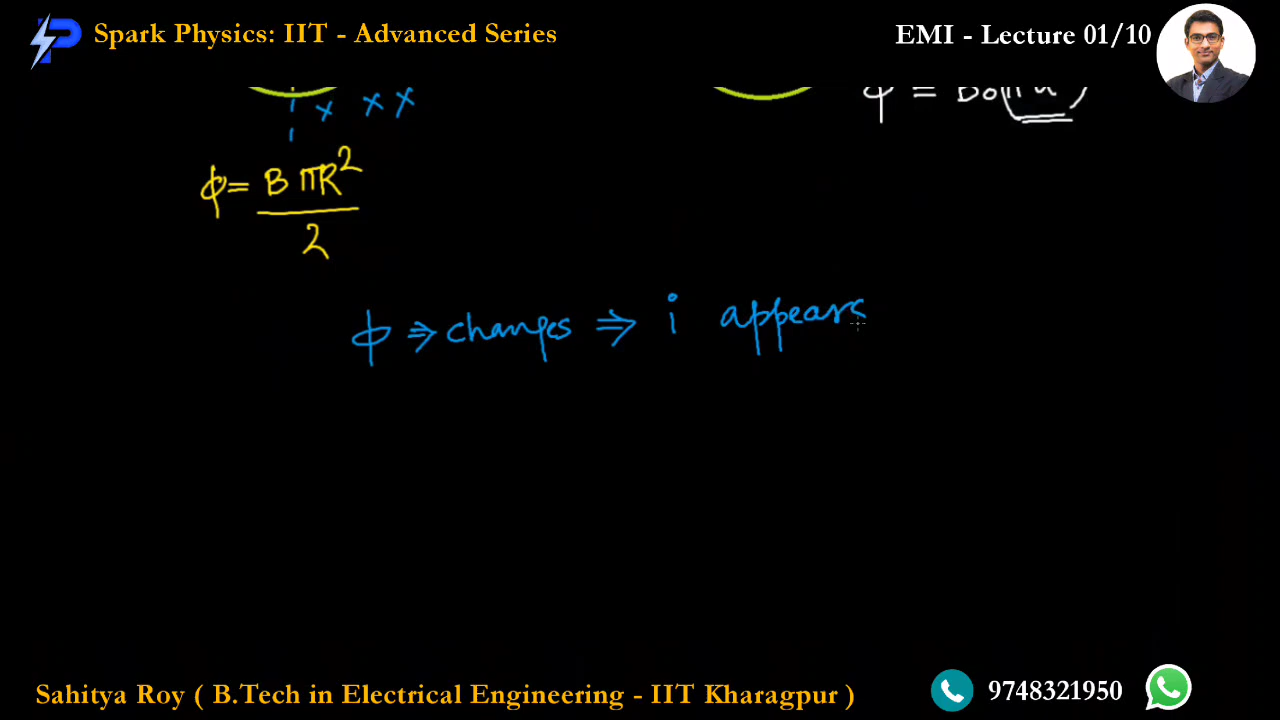 Spark Physics: IIT - Advanced Series
EMI - Lecture 01/10
x x x
ϕ = B πR²
2
ϕ ⇒ changes ⇒ i appears
Sahitya Roy ( B.Tech in Electrical Engineering - IIT Kharagpur )
9748321950